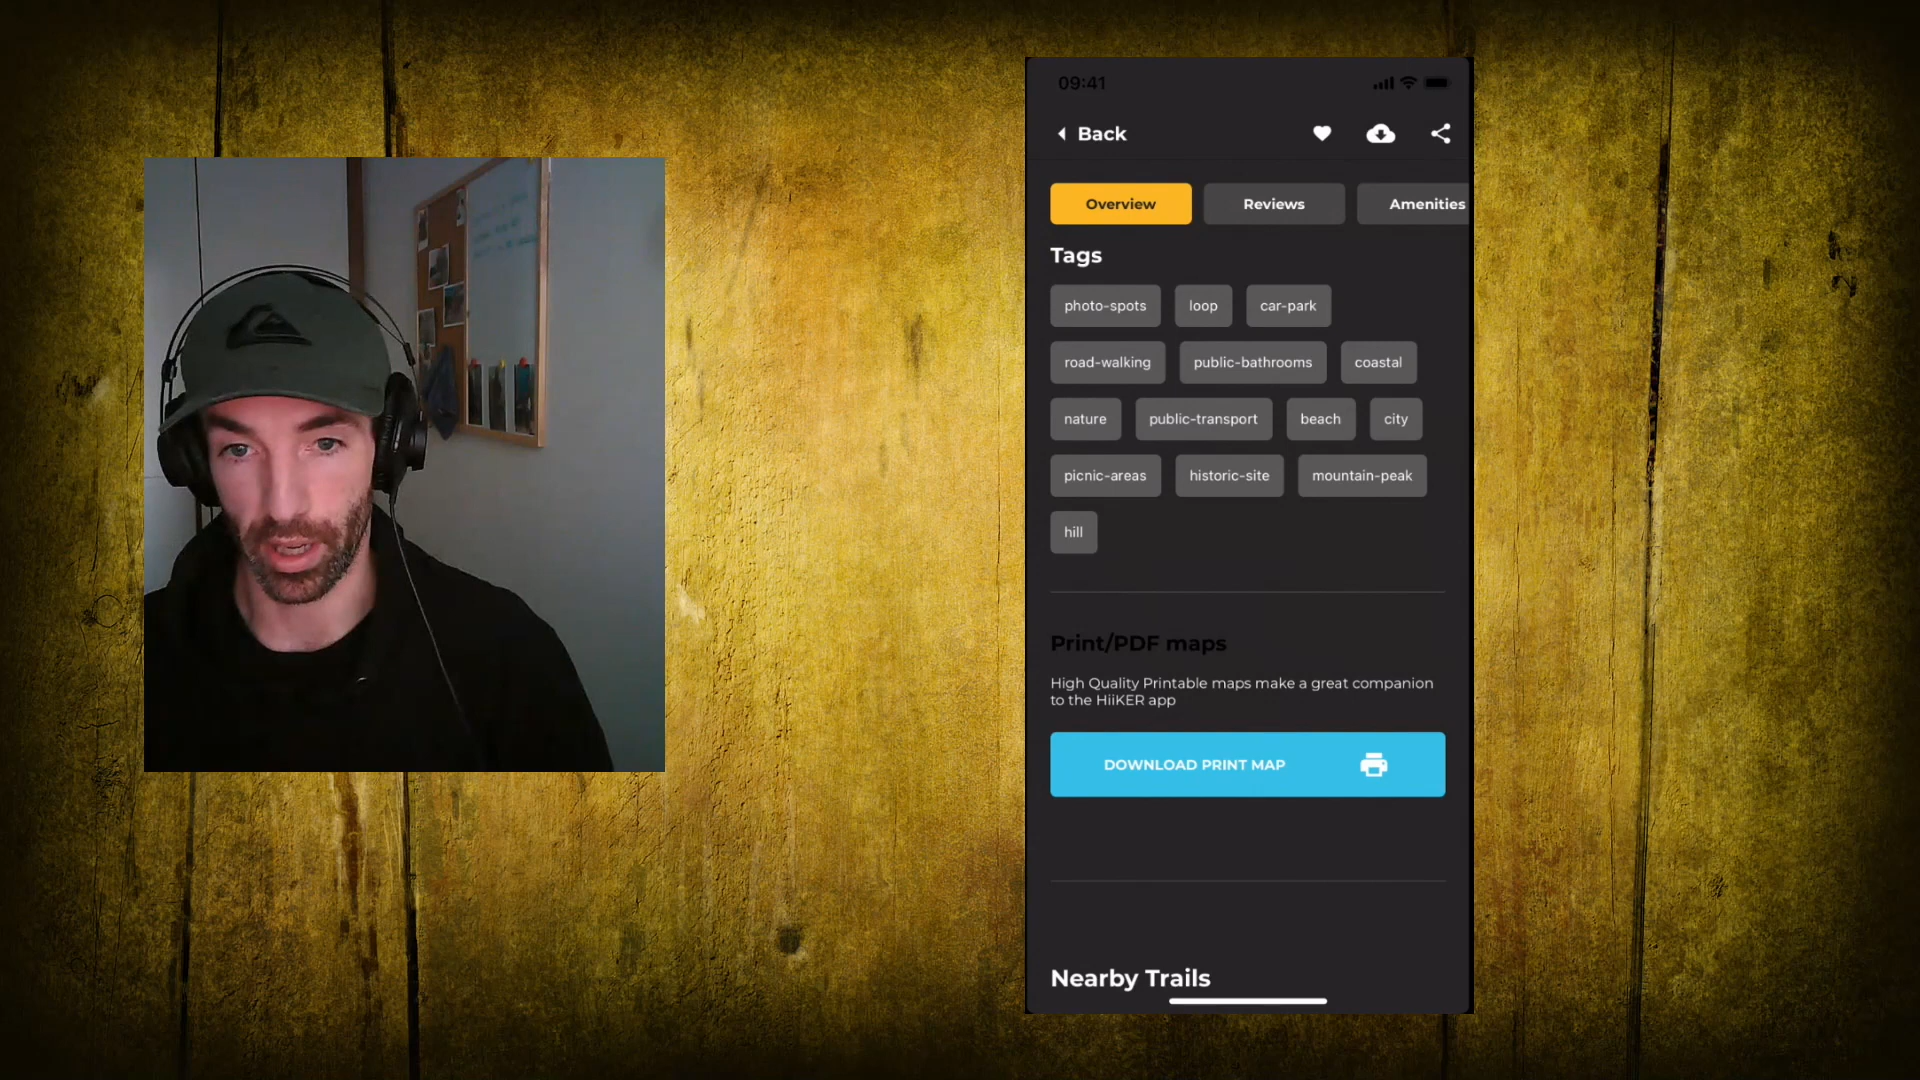 09:41
Back
Overview Reviews Amenities
Tags
photo-spots loop car-park
road-walking public-bathrooms coastal
nature public-transport beach city
picnic-areas historic-site mountain-peak
hill
Print/PDF maps
High Quality Printable maps make a great companion
to the HiiKER app
DOWNLOAD PRINT MAP
Nearby Trails